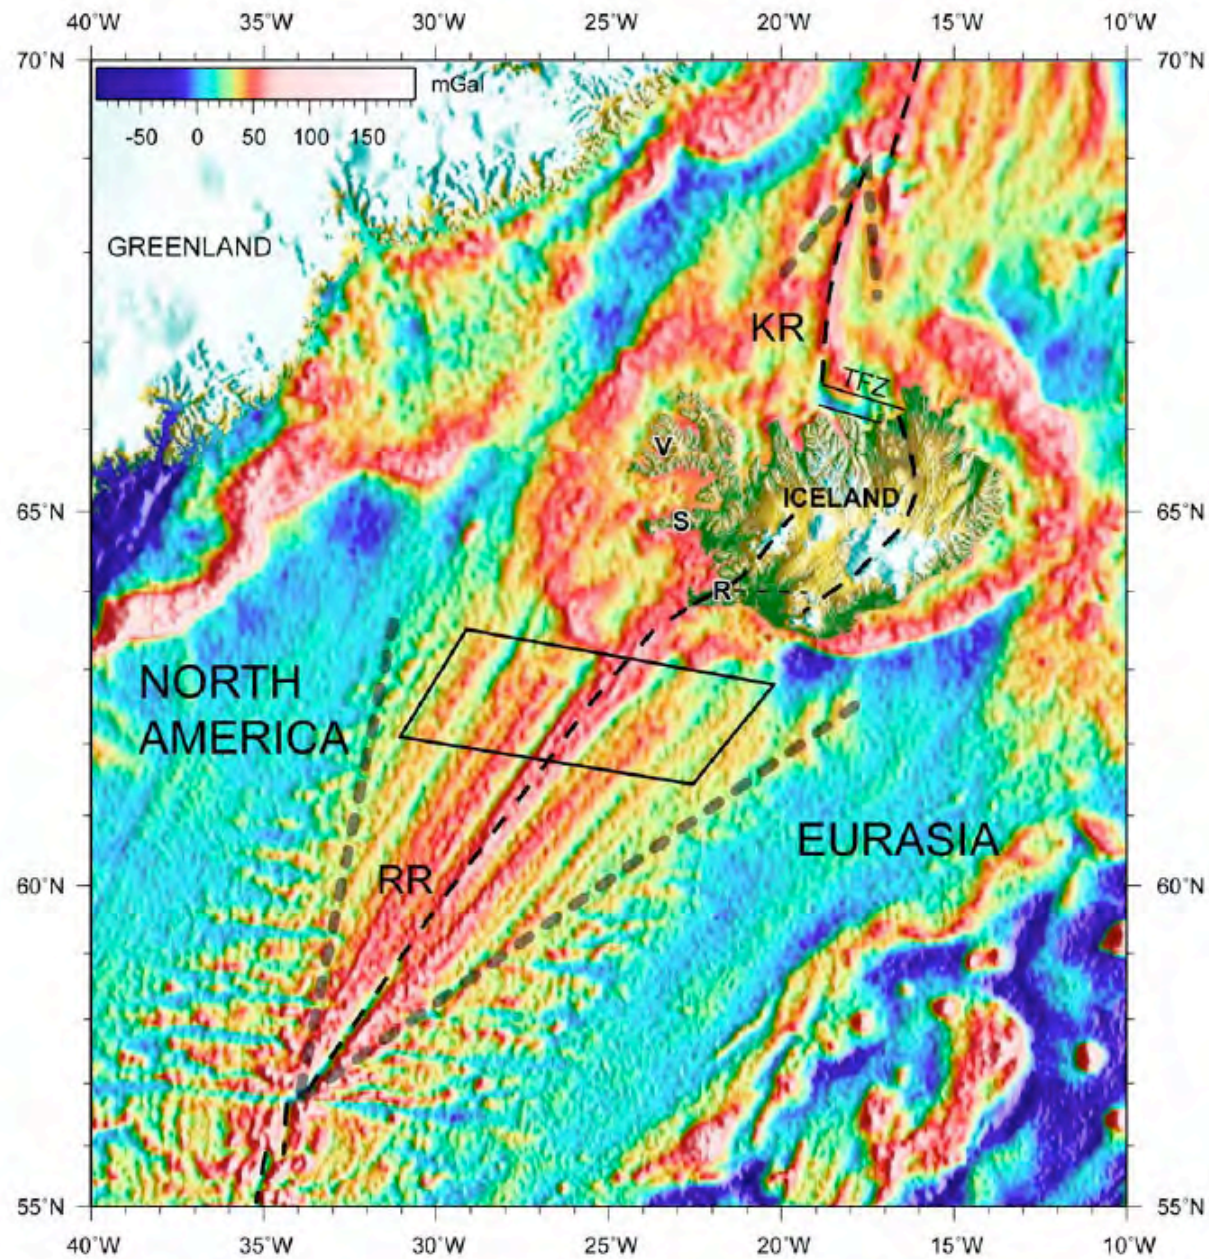 40˚W 35˚W 30˚W 25˚W 20˚W 15˚W 10˚W
70˚N 70˚N
mGal
-50 0 50 100 150
GREENLAND
KR
TFZ
V
65˚N ICELAND 65˚N
S
R
NORTH
AMERICA
EURASIA
60˚N RR 60˚N
55˚N 55˚N
40˚W 35˚W 30˚W 25˚W 20˚W 15˚W 10˚W